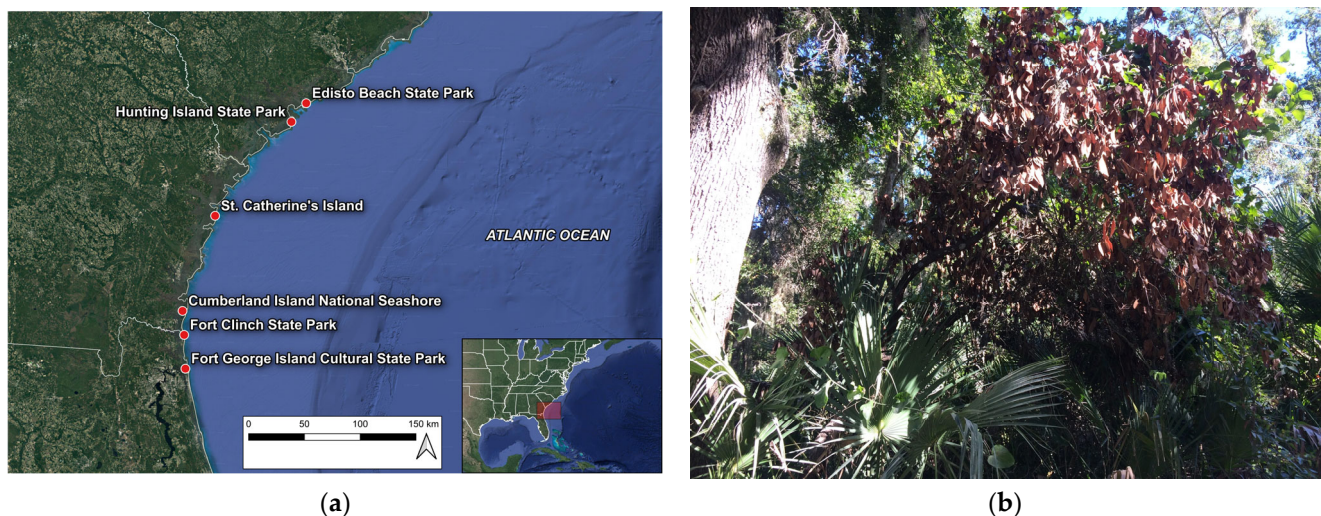 Edisto Beach State Park
Hunting Island State Park
St. Catherine's Island
ATLANTIC OCEAN
Cumberland Island National Seashore
Fort Clinch State Park
Fort George Island Cultural State Park
0 50 100 150 km
(a)
(b)